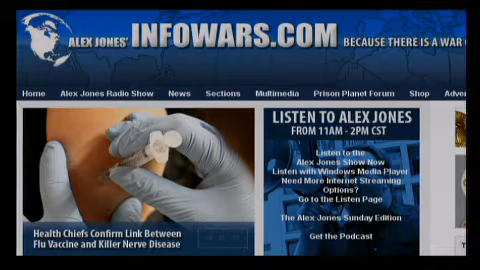 ALEX JONES' INFOWARS.COM BECAUSE THERE IS A WAR
Home Alex Jones Radio Show News Sections Multimedia Prison Planet Forum Shop
LISTEN TO ALEX JONES
FROM 11AM - 2PM CST
Listen to the
Alex Jones Show Now
Listen with Windows Media Player
Need More Internet Streaming
Options?
Go to the Listen Page
The Alex Jones Sunday Edition
Get the Podcast
Health Chiefs Confirm Link Between
Flu Vaccine and Killer Nerve Disease